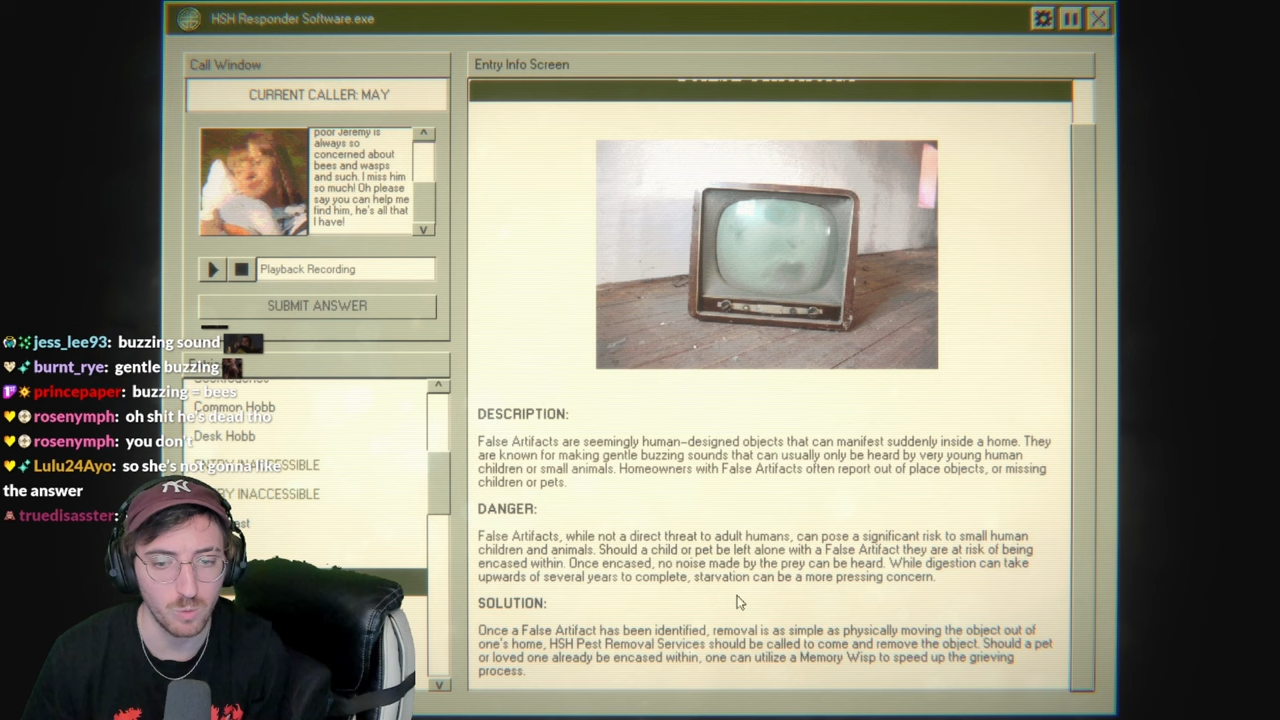 HSH Responder Software.exe
Call Window
CURRENT CALLER: MAY
poor Jeremy is
always so
concerned about
bees and wasps
and such. I miss him
so much! Oh please
say you can help me
find him, he's all that
I have!
Playback Recording
SUBMIT ANSWER
Common Hobb
Desk Hobb
ENTRY INACCESSIBLE
ENTRY INACCESSIBLE
jess_lee93: buzzing sound
burnt_rye: gentle buzzing
princepaper: buzzing = bees
rosenymph: oh shit he's dead tho
rosenymph: you don't
Lulu24Ayo: so she's not gonna like
the answer
truedisasster:
Entry Info Screen
DESCRIPTION:
False Artifacts are seemingly human-designed objects that can manifest suddenly inside a home. They
are known for making gentle buzzing sounds that can usually only be heard by very young human
children or small animals. Homeowners with False Artifacts often report out of place objects, or missing
children or pets.
DANGER:
False Artifacts, while not a direct threat to adult humans, can pose a significant risk to small human
children and animals. Should a child or pet be left alone with a False Artifact they are at risk of being
encased within. Once encased, no noise made by the prey can be heard. While digestion can take
upwards of several years to complete, starvation can be a more pressing concern.
SOLUTION:
Once a False Artifact has been identified, removal is as simple as physically moving the object out of
one's home, HSH Pest Removal Services should be called to come and remove the object. Should a pet
or loved one already be encased within, one can utilize a Memory Wisp to speed up the grieving
process.